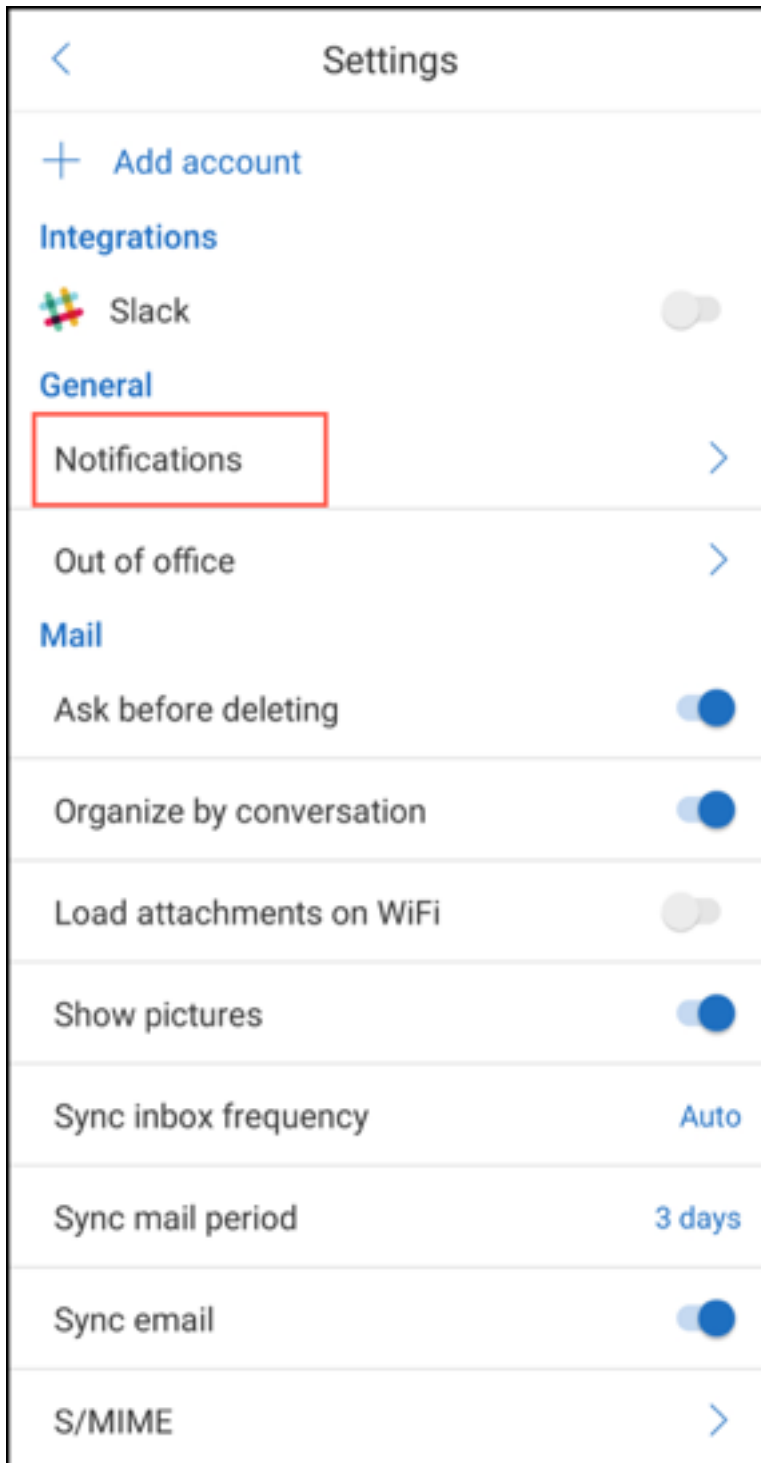 Settings
Add account
Integrations
Slack
General
Notifications
Out of office
Mail
Ask before deleting
Organize by conversation
Load attachments on WiFi
Show pictures
Sync inbox frequency Auto
Sync mail period 3 days
Sync email
S/MIME